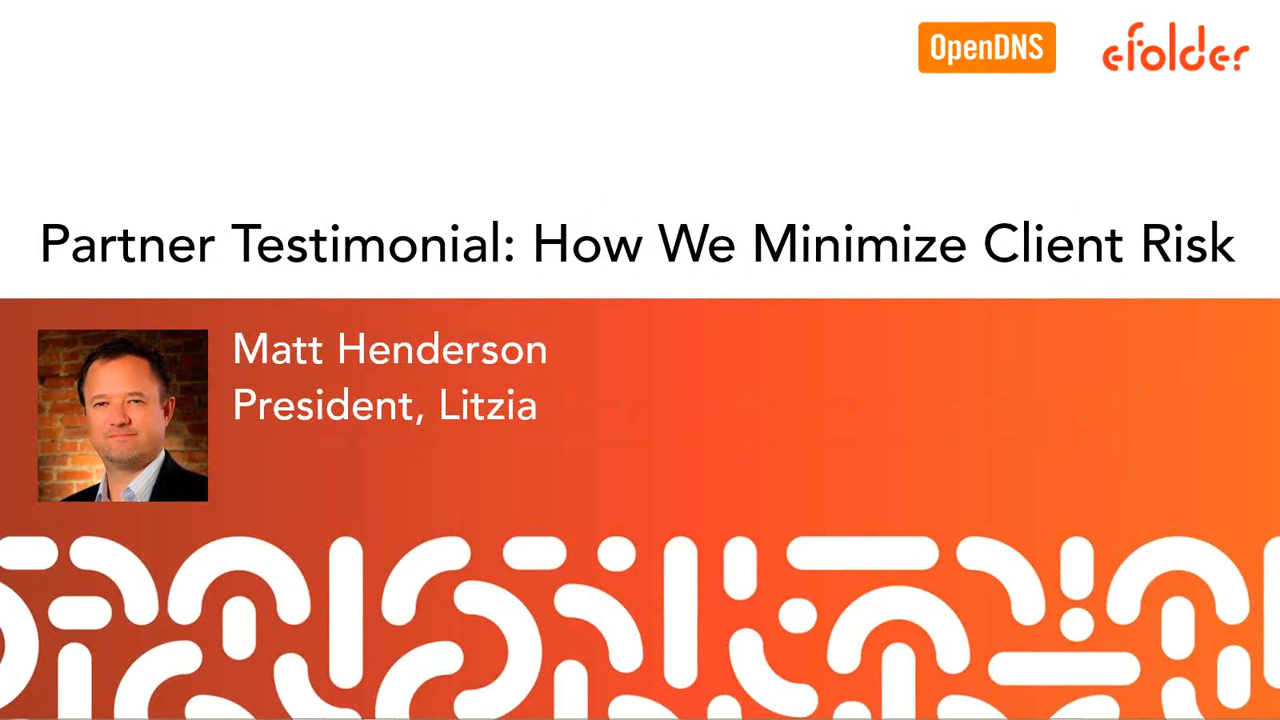 OpenDNS
efolder
Partner Testimonial: How We Minimize Client Risk
Matt Henderson
President, Litzia